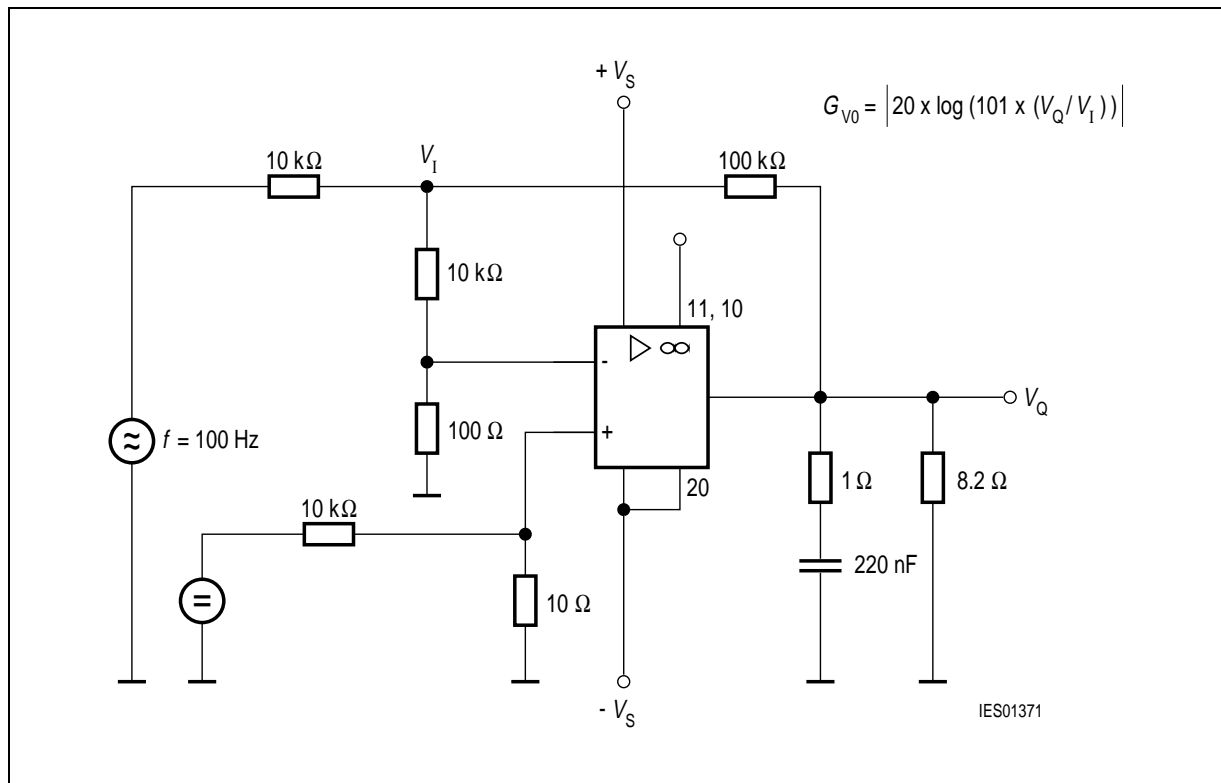 + V_S
G_V0 = |20 x log (101 x (V_Q / V_I ))|
10 kΩ
V_I
100 kΩ
10 kΩ
11, 10
▷ ∞
-
V_Q
100 Ω
+
f = 100 Hz
20
1 Ω
8.2 Ω
10 kΩ
220 nF
10 Ω
- V_S
IES01371